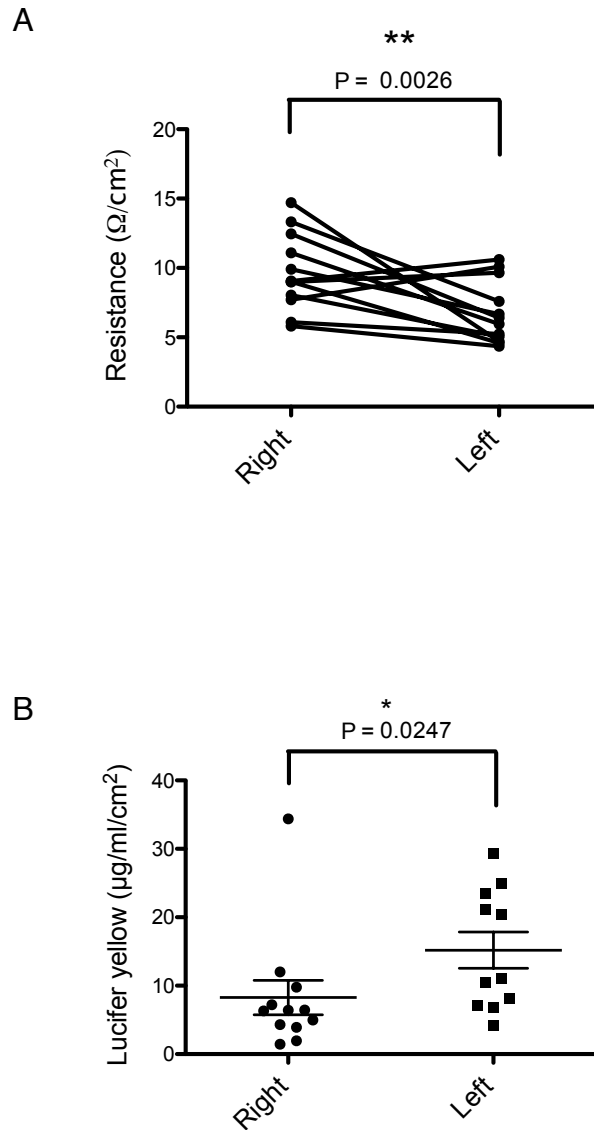 A
**
P = 0.0026
Resistance (Ω/cm²)
20
15
10
5
0
Right
Left
B
*
P = 0.0247
Lucifer yellow (µg/ml/cm²)
40
30
20
10
0
Right
Left